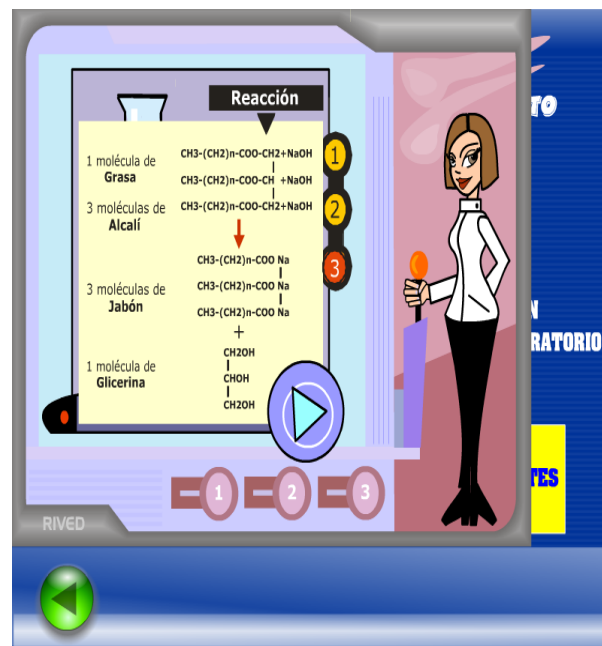 Reacción
1 molécula de
Grasa
3 moléculas de
Alcalí
CH3-(CH2)n-COO-CH2+NaOH
CH3-(CH2)n-COO-CH +NaOH
CH3-(CH2)n-COO-CH2+NaOH
3 moléculas de
Jabón
CH3-(CH2)n-COO Na
CH3-(CH2)n-COO Na
CH3-(CH2)n-COO Na
+
1 molécula de
Glicerina
CH2OH
CHOH
CH2OH
1
2
3
1 2 3
RIVED
TO
N
RATORIO
TES